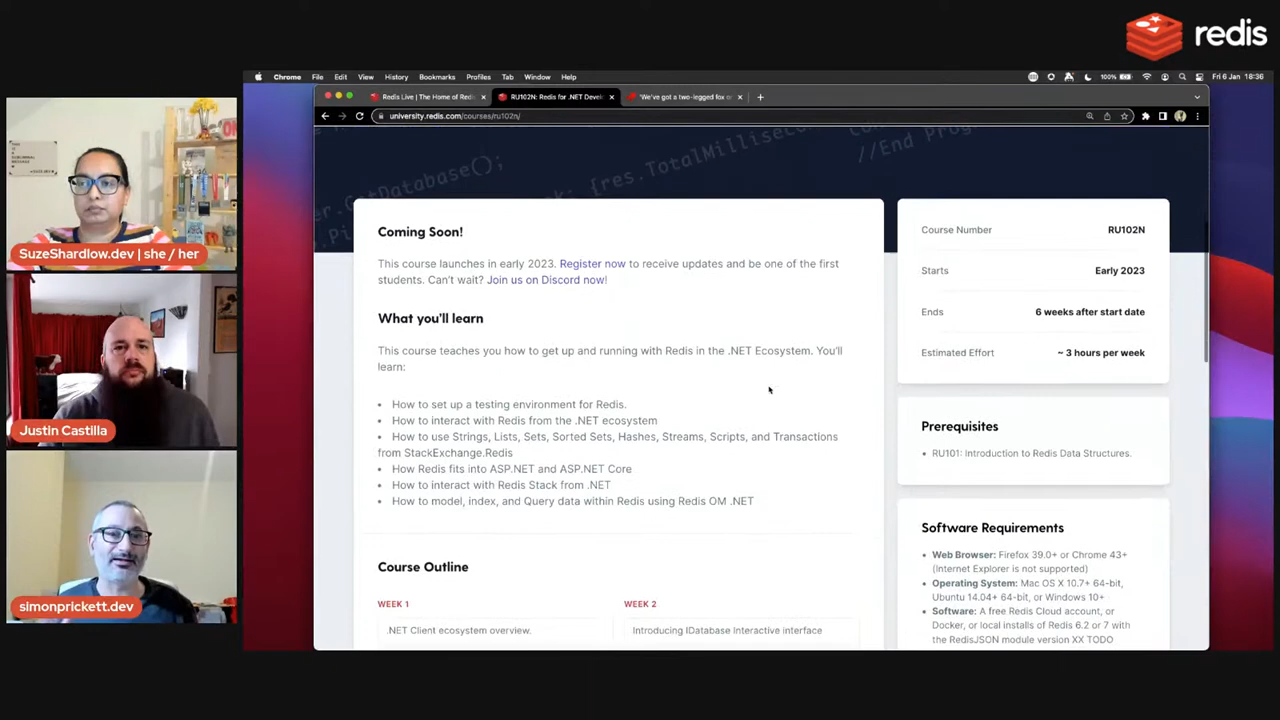 redis
Chrome File Edit View History Bookmarks Profiles Tab Window Help
100% Fri 6 Jan 18:36
Redis Live | The Home of Redis
RU102N: Redis for .NET Devel
"We've got a two-legged fox
university.redis.com/courses/ru102n/
();
{res.TotalMilliseco
//End Prog
Coming Soon!
This course launches in early 2023. Register now to receive updates and be one of the first
students. Can't wait? Join us on Discord now!
What you'll learn
This course teaches you how to get up and running with Redis in the .NET Ecosystem. You'll
learn:
• How to set up a testing environment for Redis.
• How to interact with Redis from the .NET ecosystem
• How to use Strings, Lists, Sets, Sorted Sets, Hashes, Streams, Scripts, and Transactions
from StackExchange.Redis
• How Redis fits into ASP.NET and ASP.NET Core
• How to interact with Redis Stack from .NET
• How to model, index, and Query data within Redis using Redis OM .NET
Course Outline
WEEK 1
WEEK 2
.NET Client ecosystem overview.
Introducing IDatabase Interactive interface
Course Number RU102N
Starts Early 2023
Ends 6 weeks after start date
Estimated Effort ~ 3 hours per week
Prerequisites
• RU101: Introduction to Redis Data Structures.
Software Requirements
• Web Browser: Firefox 39.0+ or Chrome 43+
(Internet Explorer is not supported)
• Operating System: Mac OS X 10.7+ 64-bit,
Ubuntu 14.04+ 64-bit, or Windows 10+
• Software: A free Redis Cloud account, or
Docker, or local installs of Redis 6.2 or 7 with
the RedisJSON module version XX TODO
SuzeShardlow.dev | she / her
Justin Castilla
simonprickett.dev